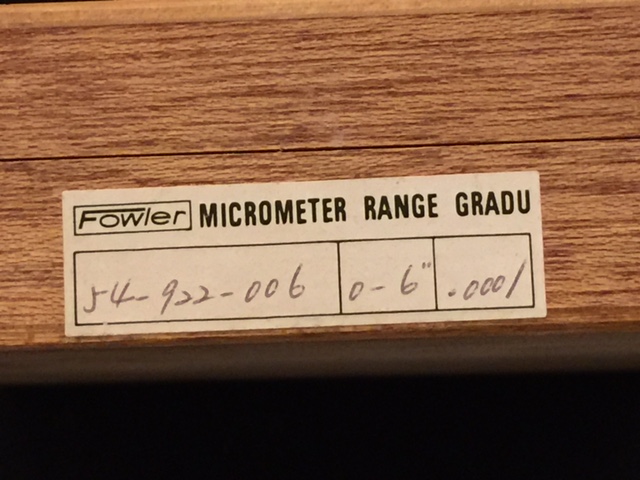 Fowler MICROMETER RANGE GRADU
54-922-006 0-6" .0001